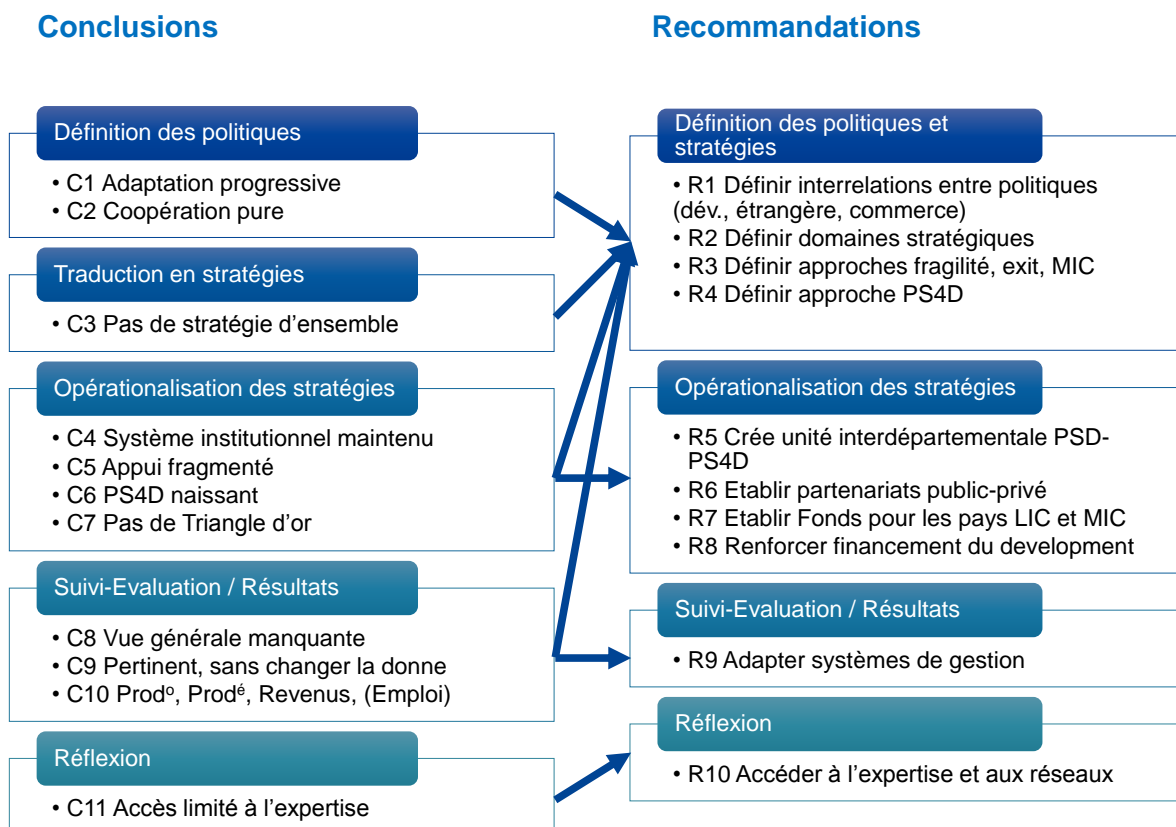 Conclusions
Définition des politiques
• C1 Adaptation progressive
• C2 Coopération pure
Traduction en stratégies
• C3 Pas de stratégie d’ensemble
Opérationalisation des stratégies
• C4 Système institutionnel maintenu
• C5 Appui fragmenté
• C6 PS4D naissant
• C7 Pas de Triangle d’or
Suivi-Evaluation / Résultats
• C8 Vue générale manquante
• C9 Pertinent, sans changer la donne
• C10 Prodᵒ, Prodᵉ́, Revenus, (Emploi)
Réflexion
• C11 Accès limité à l’expertise
Recommandations
Définition des politiques et
stratégies
• R1 Définir interrelations entre politiques
(dév., étrangère, commerce)
• R2 Définir domaines stratégiques
• R3 Définir approches fragilité, exit, MIC
• R4 Définir approche PS4D
Opérationalisation des stratégies
• R5 Crée unité interdépartementale PSD-
PS4D
• R6 Etablir partenariats public-privé
• R7 Etablir Fonds pour les pays LIC et MIC
• R8 Renforcer financement du development
Suivi-Evaluation / Résultats
• R9 Adapter systèmes de gestion
Réflexion
• R10 Accéder à l’expertise et aux réseaux